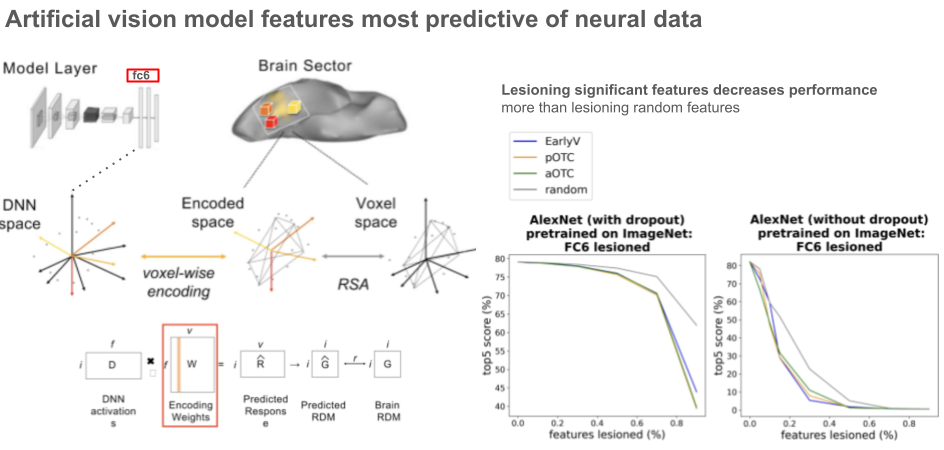 Artificial vision model features most predictive of neural data
Model Layer
fc6
Brain Sector
DNN
space
Encoded
space
Voxel
space
voxel-wise
encoding
RSA
f
i
D
DNN
activation
s
✖
v
f
W
Encoding
Weights
=
v
i
R̂
Predicted
Respons
e
→
i
i
Ĝ
Predicted
RDM
r
i
i
G
Brain
RDM
Lesioning significant features decreases performance
more than lesioning random features
EarlyV
pOTC
aOTC
random
AlexNet (with dropout)
pretrained on ImageNet:
FC6 lesioned
top5 score (%)
80
75
70
65
60
55
50
45
40
0.0 0.2 0.4 0.6 0.8
features lesioned (%)
AlexNet (without dropout)
pretrained on ImageNet:
FC6 lesioned
top5 score (%)
80
70
60
50
40
30
20
10
0
0.0 0.2 0.4 0.6 0.8
features lesioned (%)